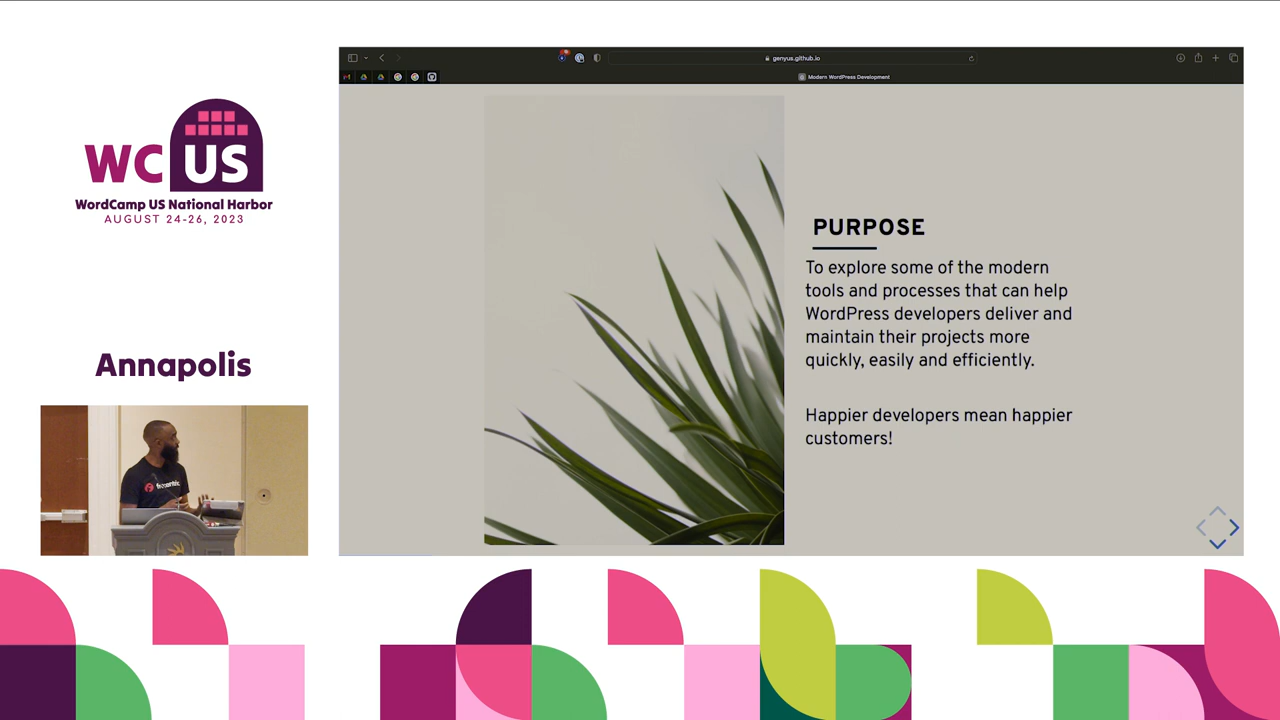 WC US
WordCamp US National Harbor
AUGUST 24-26, 2023
Annapolis
genyus.github.io
Modern WordPress Development
PURPOSE
To explore some of the modern
tools and processes that can help
WordPress developers deliver and
maintain their projects more
quickly, easily and efficiently.
Happier developers mean happier
customers!